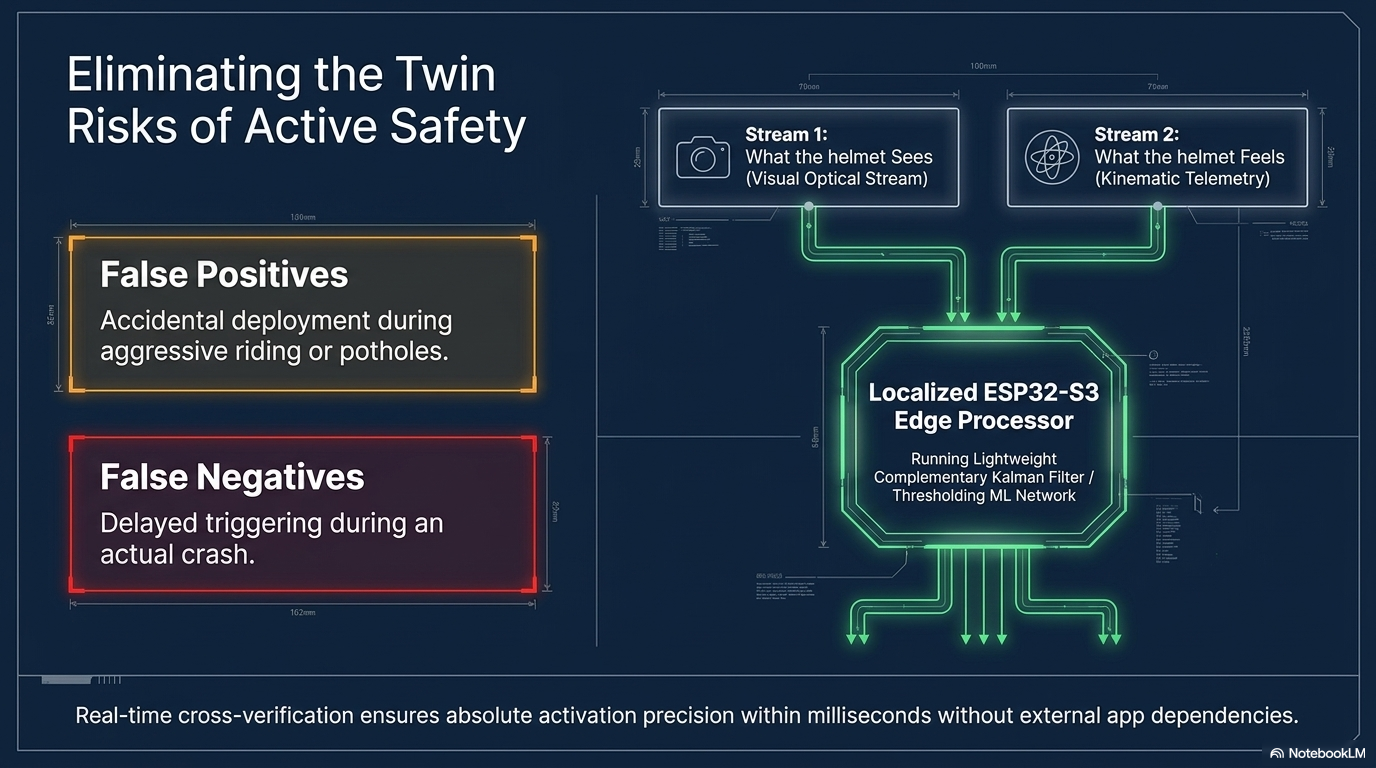 Eliminating the Twin
Risks of Active Safety
130mm
False Positives
Accidental deployment during
aggressive riding or potholes.
False Negatives
Delayed triggering during an
actual crash.
162mm
100mm
Stream 1:
What the helmet Sees
(Visual Optical Stream)
Stream 2:
What the helmet Feels
(Kinematic Telemetry)
Localized ESP32-S3
Edge Processor
Running Lightweight
Complementary Kalman Filter /
Thresholding ML Network
Real-time cross-verification ensures absolute activation precision within milliseconds without external app dependencies.
NotebookLM